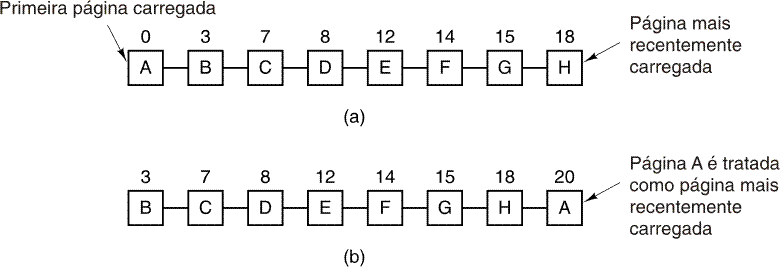 Primeira página carregada
0 3 7 8 12 14 15 18
A B C D E F G H
Página mais
recentemente
carregada
(a)
3 7 8 12 14 15 18 20
B C D E F G H A
Página A é tratada
como página mais
recentemente
carregada
(b)